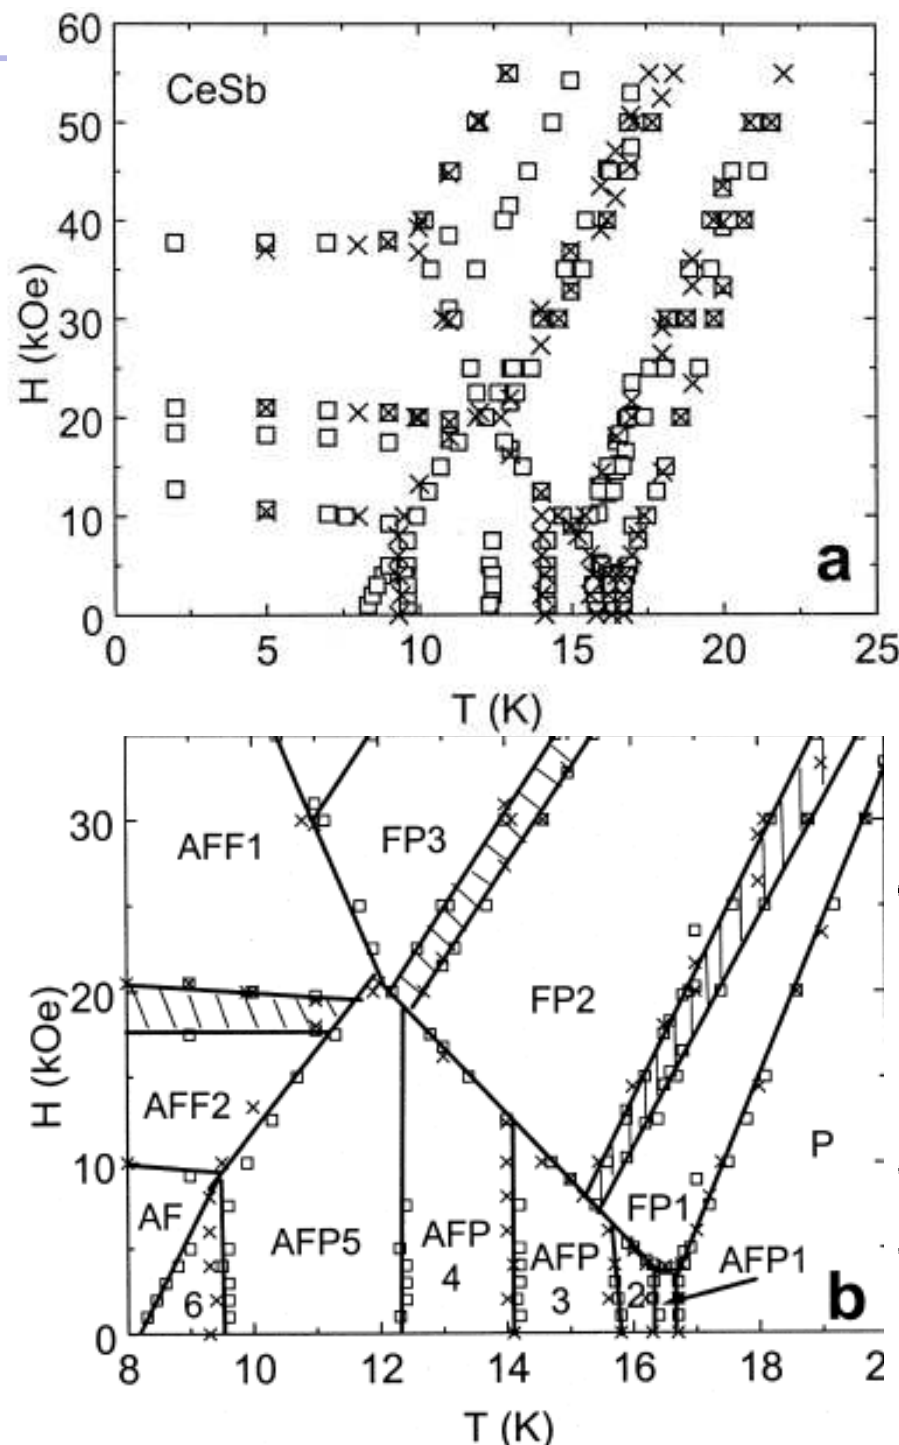 60
50
40
30
20
10
0
H (kOe)
CeSb
a
0 5 10 15 20 25
T (K)
30
20
10
0
H (kOe)
AFF1 FP3
FP2
AFF2
P
AF FP1
AFP5 AFP AFP AFP1
6 4 3 2
b
8 10 12 14 16 18 2
T (K)